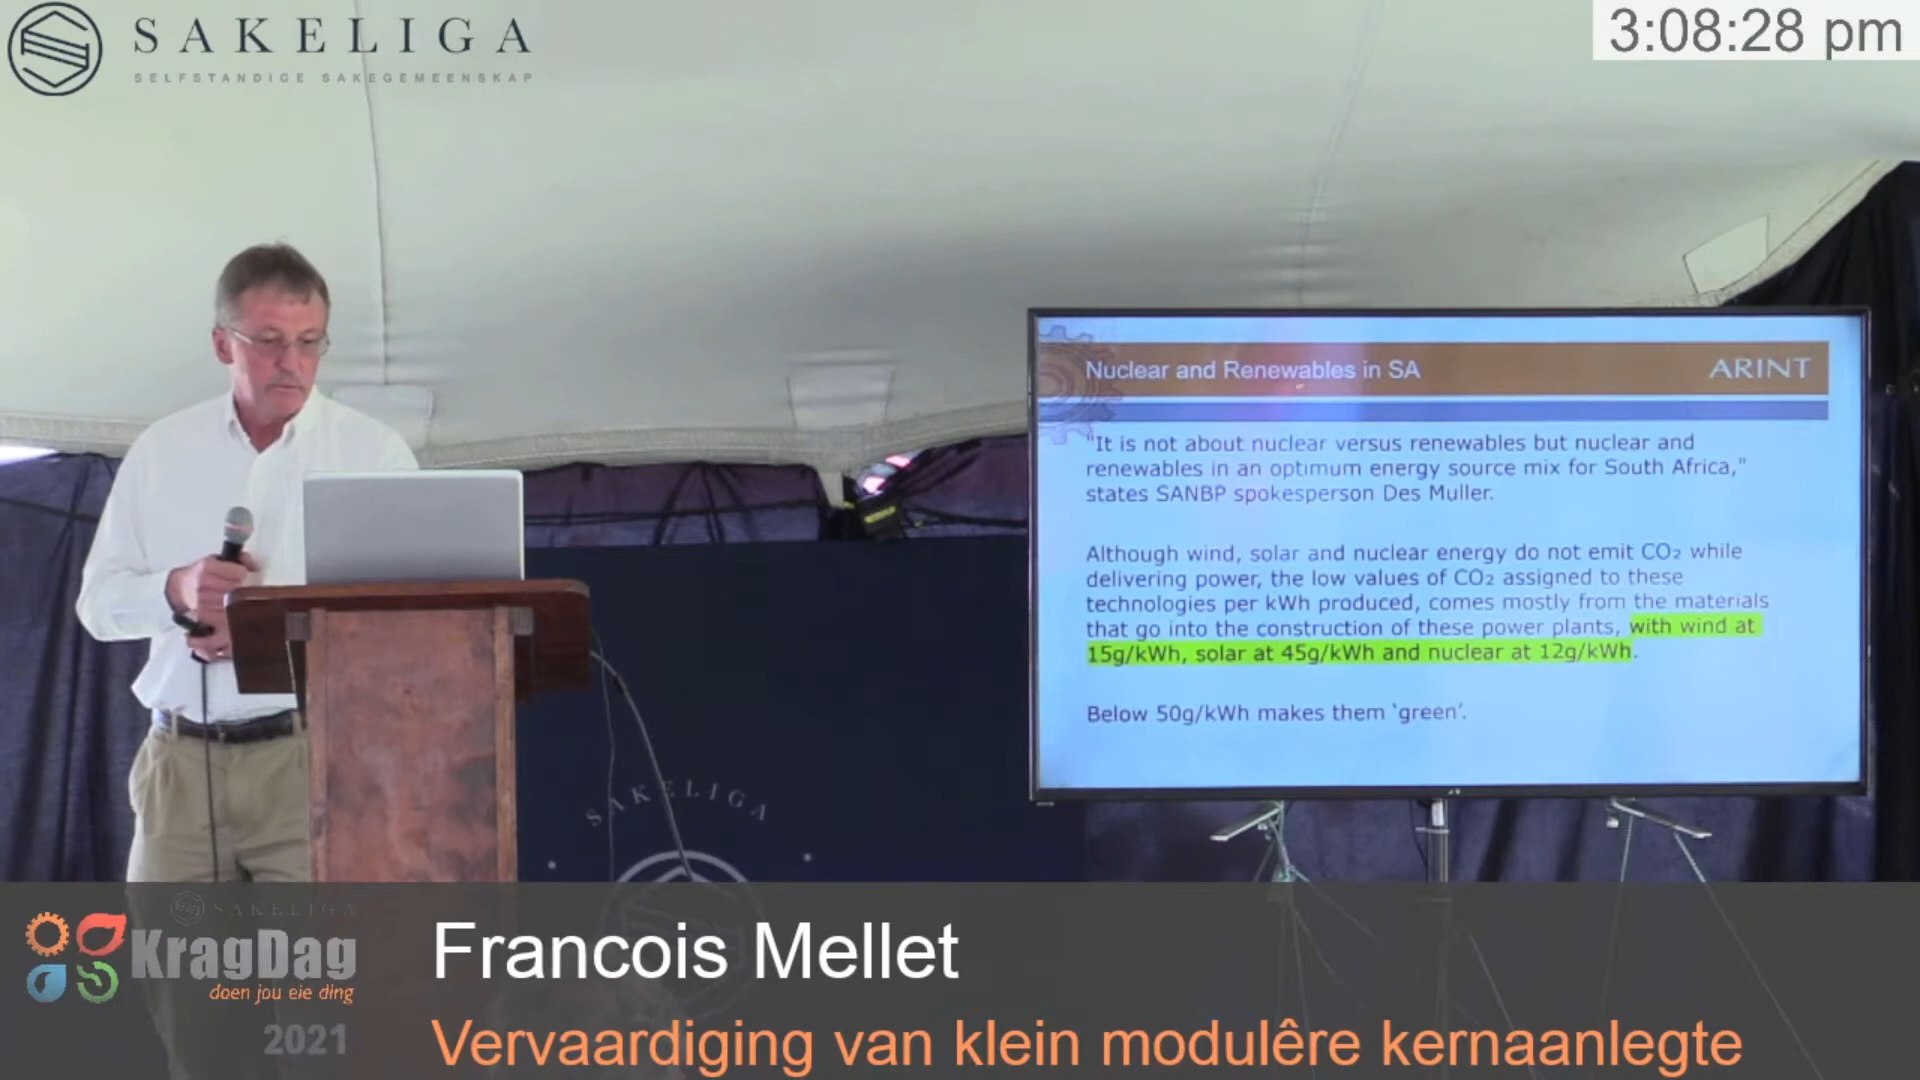 SAKELIGA
SELFSTANDIGE SAKEGEMEENSKAP
3:08:28 pm
Nuclear and Renewables in SA
ARINT
"It is not about nuclear versus renewables but nuclear and
renewables in an optimum energy source mix for South Africa,"
states SANBP spokesperson Des Muller.
Although wind, solar and nuclear energy do not emit CO₂ while
delivering power, the low values of CO₂ assigned to these
technologies per kWh produced, comes mostly from the materials
that go into the construction of these power plants, with wind at
15g/kWh, solar at 45g/kWh and nuclear at 12g/kWh.
Below 50g/kWh makes them ‘green’.
SAKELIGA
SAKELIGA
KragDag
doen jou eie ding
2021
Francois Mellet
Vervaardiging van klein modulêre kernaanlegte